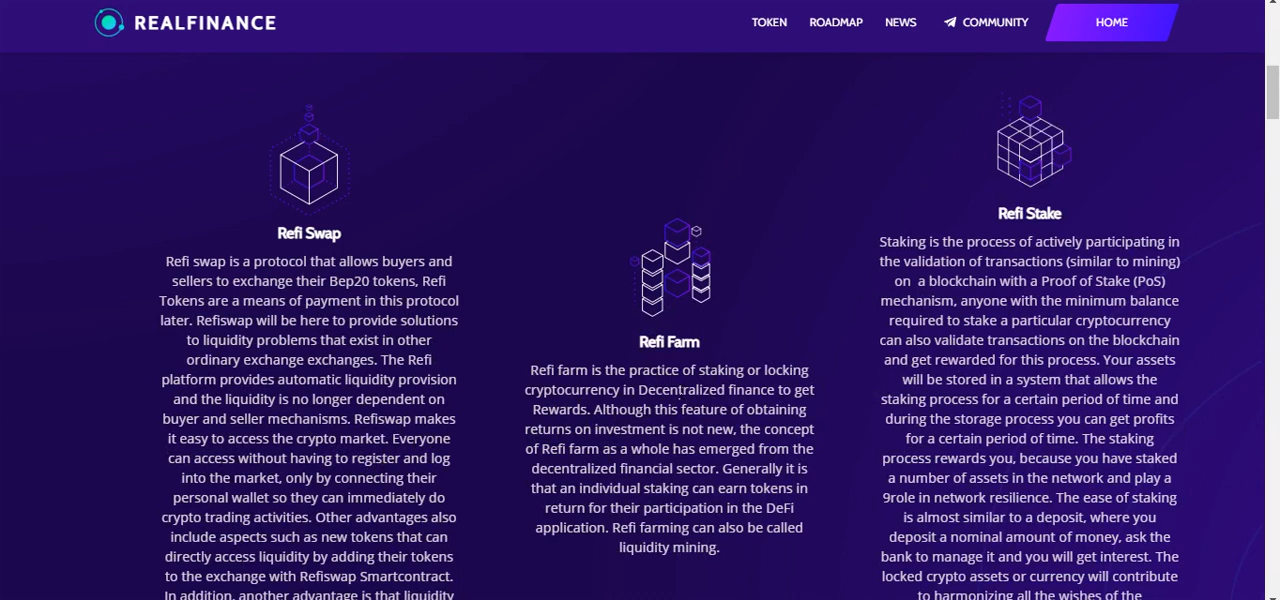 REALFINANCE
TOKEN
ROADMAP
NEWS
COMMUNITY
HOME
Refi Swap
Refi swap is a protocol that allows buyers and
sellers to exchange their Bep20 tokens, Refi
Tokens are a means of payment in this protocol
later. Refiswap will be here to provide solutions
to liquidity problems that exist in other
ordinary exchange exchanges. The Refi
platform provides automatic liquidity provision
and the liquidity is no longer dependent on
buyer and seller mechanisms. Refiswap makes
it easy to access the crypto market. Everyone
can access without having to register and log
into the market, only by connecting their
personal wallet so they can immediately do
crypto trading activities. Other advantages also
include aspects such as new tokens that can
directly access liquidity by adding their tokens
to the exchange with Refiswap Smartcontract.
In addition, another advantage is that liquidity
Refi Farm
Refi farm is the practice of staking or locking
cryptocurrency in Decentralized finance to get
Rewards. Although this feature of obtaining
returns on investment is not new, the concept
of Refi farm as a whole has emerged from the
decentralized financial sector. Generally it is
that an individual staking can earn tokens in
return for their participation in the DeFi
application. Refi farming can also be called
liquidity mining.
Refi Stake
Staking is the process of actively participating in
the validation of transactions (similar to mining)
on a blockchain with a Proof of Stake (PoS)
mechanism, anyone with the minimum balance
required to stake a particular cryptocurrency
can also validate transactions on the blockchain
and get rewarded for this process. Your assets
will be stored in a system that allows the
staking process for a certain period of time and
during the storage process you can get profits
for a certain period of time. The staking
process rewards you, because you have staked
a number of assets in the network and play a
9role in network resilience. The ease of staking
is almost similar to a deposit, where you
deposit a nominal amount of money, ask the
bank to manage it and you will get interest. The
locked crypto assets or currency will contribute
to harmonizing all the wishes of the